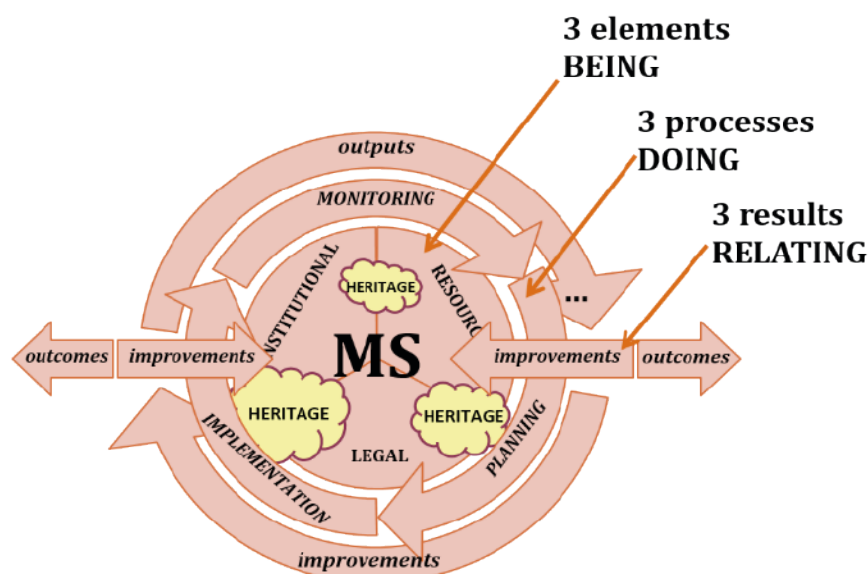 3 elements
BEING
3 processes
DOING
3 results
RELATING
outputs
MONITORING
NSTITUTIONAL
RESOURC
HERITAGE
...
MS
outcomes
improvements
improvements
outcomes
HERITAGE
HERITAGE
LEGAL
PLANNING
IMPLEMENTATION
improvements